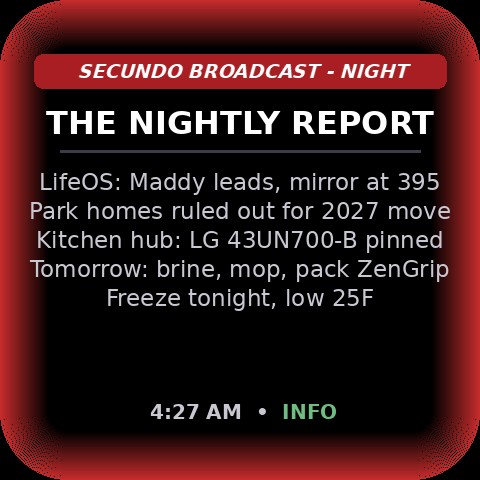 SECUNDO BROADCAST - NIGHT
THE NIGHTLY REPORT
LifeOS: Maddy leads, mirror at 395
Park homes ruled out for 2027 move
Kitchen hub: LG 43UN700-B pinned
Tomorrow: brine, mop, pack ZenGrip
Freeze tonight, low 25F
4:27 AM • INFO